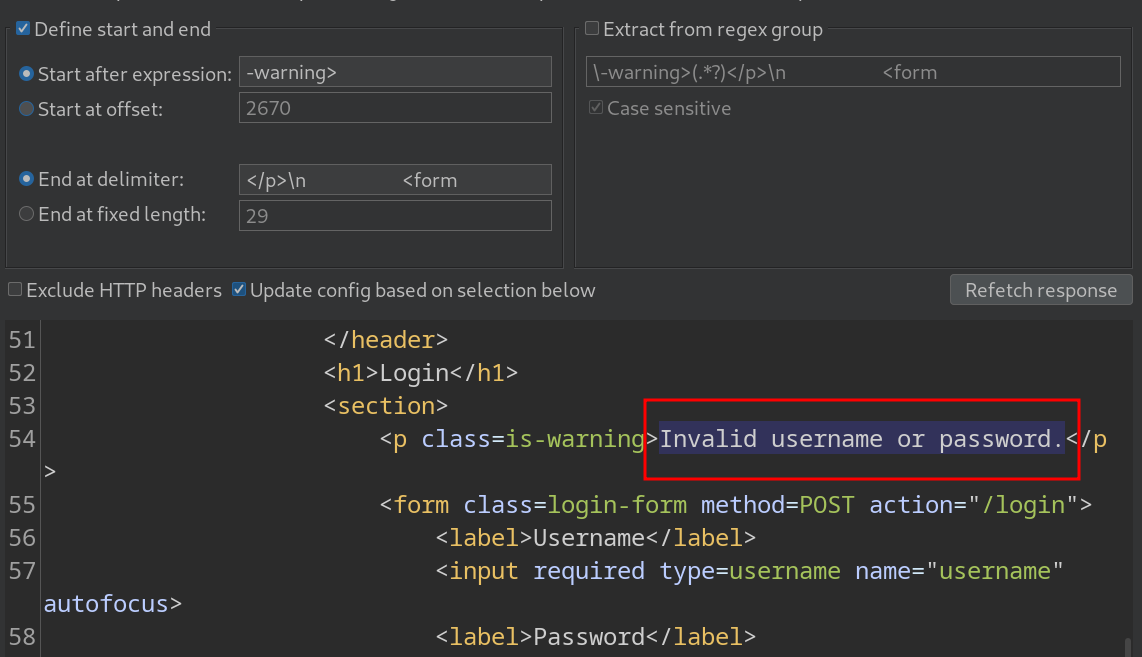 Define start and end
Start after expression: -warning>
Start at offset: 2670
End at delimiter: </p>\n                <form
End at fixed length: 29
Extract from regex group
\-warning>(.*?)</p>\n                <form
Case sensitive
Exclude HTTP headers Update config based on selection below Refetch response
51 </header>
52 <h1>Login</h1>
53 <section>
54 <p class=is-warning>Invalid username or password.</p
>
55 <form class=login-form method=POST action="/login">
56 <label>Username</label>
57 <input required type=username name="username"
autofocus>
58 <label>Password</label>